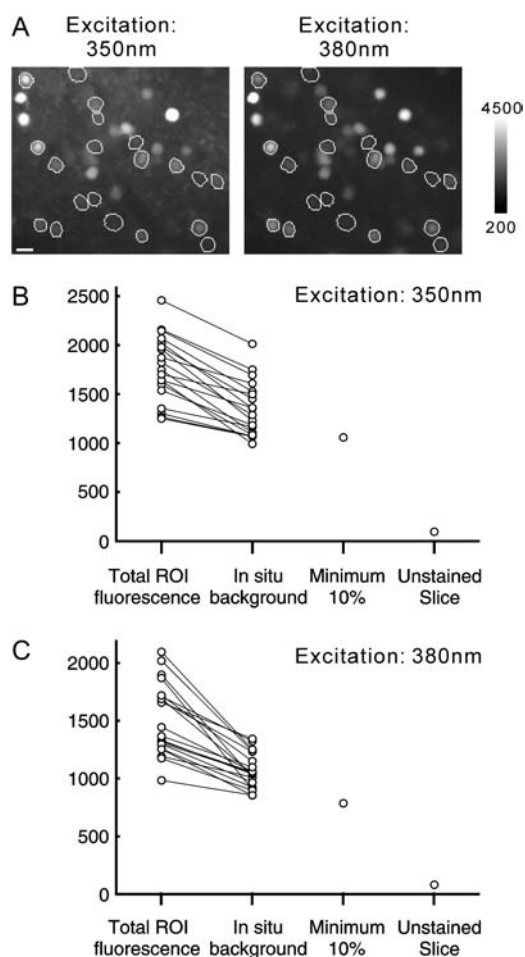 A
Excitation:
350nm
Excitation:
380nm
4500
200
B
Excitation: 350nm
2500
2000
1500
1000
500
0
Total ROI
fluorescence
In situ
background
Minimum
10%
Unstained
Slice
C
Excitation: 380nm
2000
1500
1000
500
0
Total ROI
fluorescence
In situ
background
Minimum
10%
Unstained
Slice